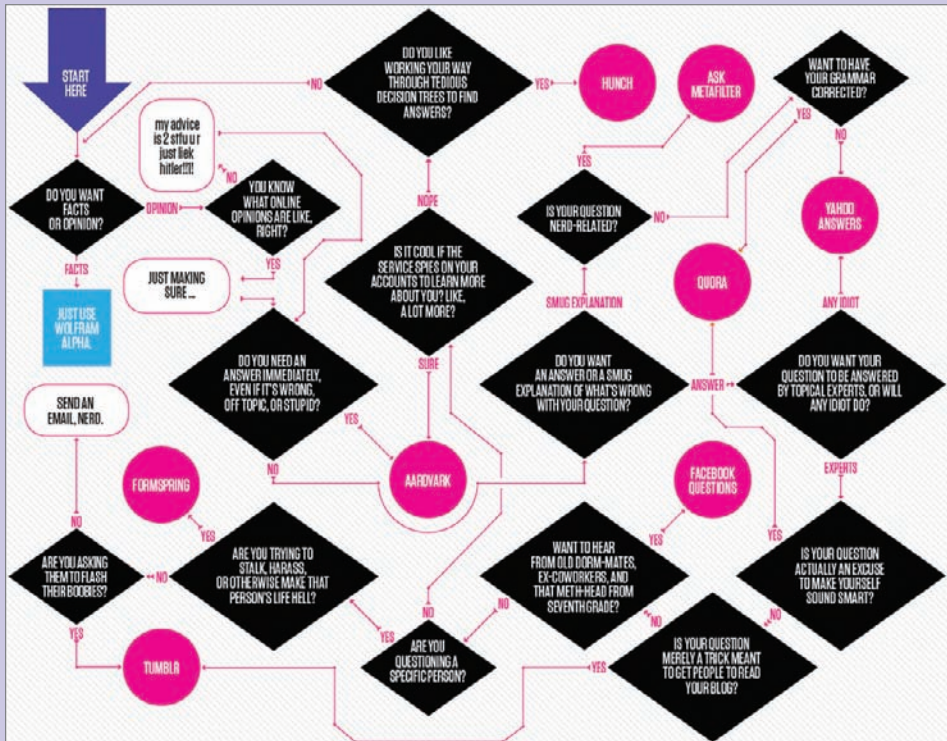 START
HERE
DO YOU LIKE
WORKING YOUR WAY
THROUGH TEDIOUS
DECISION TREES TO FIND
ANSWERS?
NO
YES
HUNCH
ASK
METAFILTER
WANT TO HAVE
YOUR GRAMMAR
CORRECTED?
YES
NO
my advice
is 2 stfu u r
just liek
hitler!!1!
NO
DO YOU WANT
FACTS
OR OPINION?
OPINION
YOU KNOW
WHAT ONLINE
OPINIONS ARE LIKE,
RIGHT?
YES
NOPE
YES
IS YOUR QUESTION
NERD-RELATED?
NO
YAHOO
ANSWERS
FACTS
JUST MAKING
SURE ...
IS IT COOL IF THE
SERVICE SPIES ON YOUR
ACCOUNTS TO LEARN MORE
ABOUT YOU? LIKE,
A LOT MORE?
QUORA
SMUG EXPLANATION
ANY IDIOT
JUST USE
WOLFRAM
ALPHA.
DO YOU NEED AN
ANSWER IMMEDIATELY,
EVEN IF IT'S WRONG,
OFF TOPIC, OR STUPID?
SURE
DO YOU WANT
AN ANSWER OR A SMUG
EXPLANATION OF WHAT'S WRONG
WITH YOUR QUESTION?
ANSWER
DO YOU WANT YOUR
QUESTION TO BE ANSWERED
BY TOPICAL EXPERTS, OR WILL
ANY IDIOT DO?
SEND AN
EMAIL, NERD.
YES
NO
AARDVARK
EXPERTS
FORMSPRING
FACEBOOK
QUESTIONS
NO
YES
YES
YES
ARE YOU ASKING
THEM TO FLASH
THEIR BOOBIES?
NO
ARE YOU TRYING TO
STALK, HARASS,
OR OTHERWISE MAKE THAT
PERSON'S LIFE HELL?
WANT TO HEAR
FROM OLD DORM-MATES,
EX-COWORKERS, AND
THAT METH-HEAD FROM
SEVENTH GRADE?
IS YOUR QUESTION
ACTUALLY AN EXCUSE
TO MAKE YOURSELF
SOUND SMART?
NO
NO
NO
NO
YES
YES
ARE YOU
QUESTIONING A
SPECIFIC PERSON?
IS YOUR QUESTION
MERELY A TRICK MEANT
TO GET PEOPLE TO READ
YOUR BLOG?
YES
TUMBLR